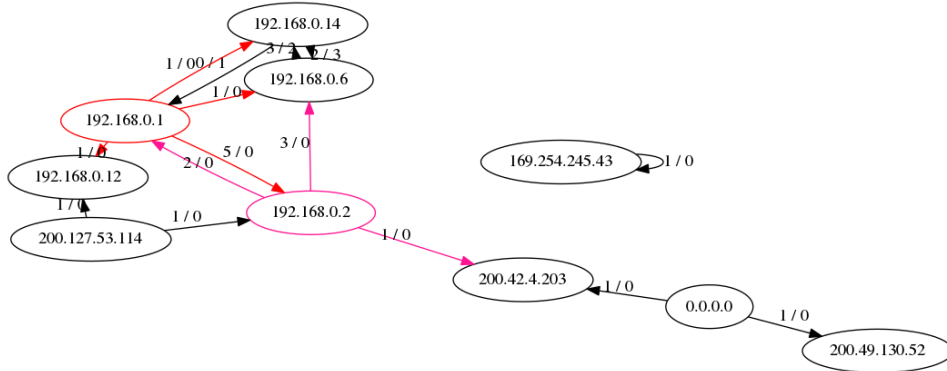 192.168.0.14
3 / 2
2 / 3
1 / 0
0 / 1
192.168.0.6
1 / 0
192.168.0.1
5 / 0
3 / 0
2 / 0
1 / 0
192.168.0.12
169.254.245.43
1 / 0
1 / 0
192.168.0.2
1 / 0
200.127.53.114
1 / 0
200.42.4.203
1 / 0
0.0.0.0
1 / 0
200.49.130.52